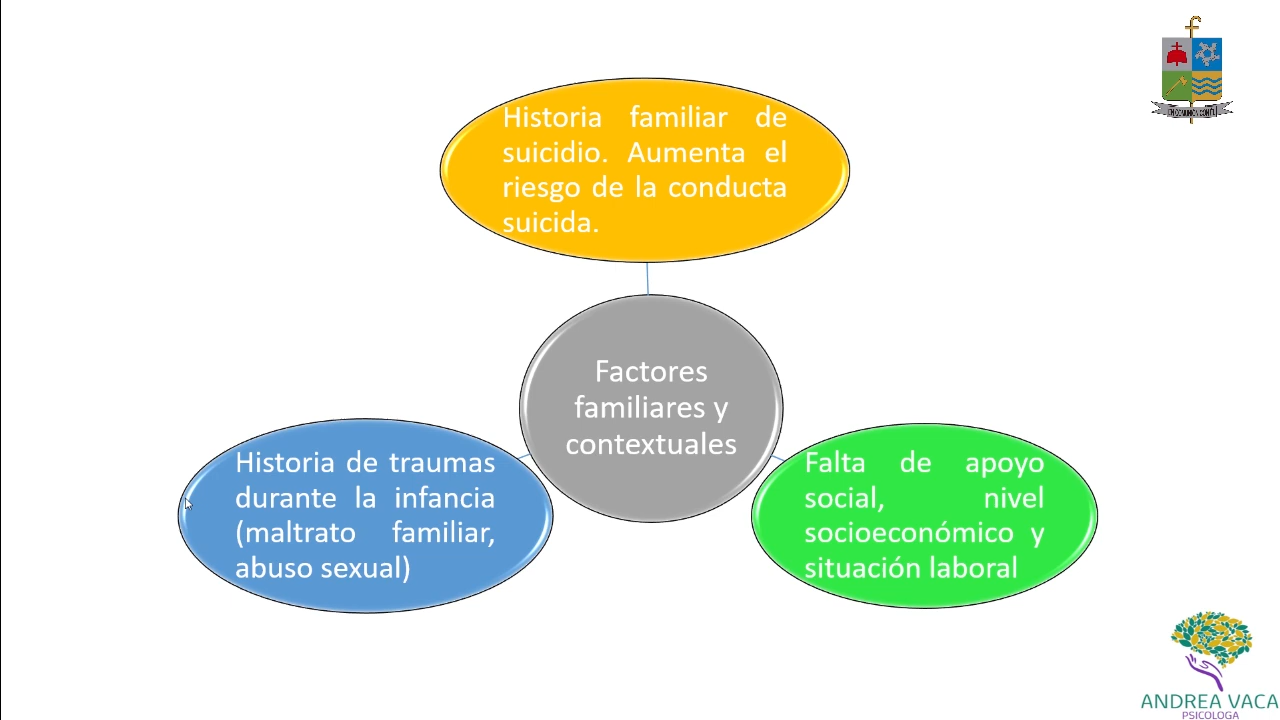 Historia familiar de
suicidio. Aumenta el
riesgo de la conducta
suicida.
Factores
familiares y
contextuales
Historia de traumas
durante la infancia
(maltrato familiar,
abuso sexual)
Falta de apoyo
social, nivel
socioeconómico y
situación laboral
ANDREA VACA
PSICOLOGA